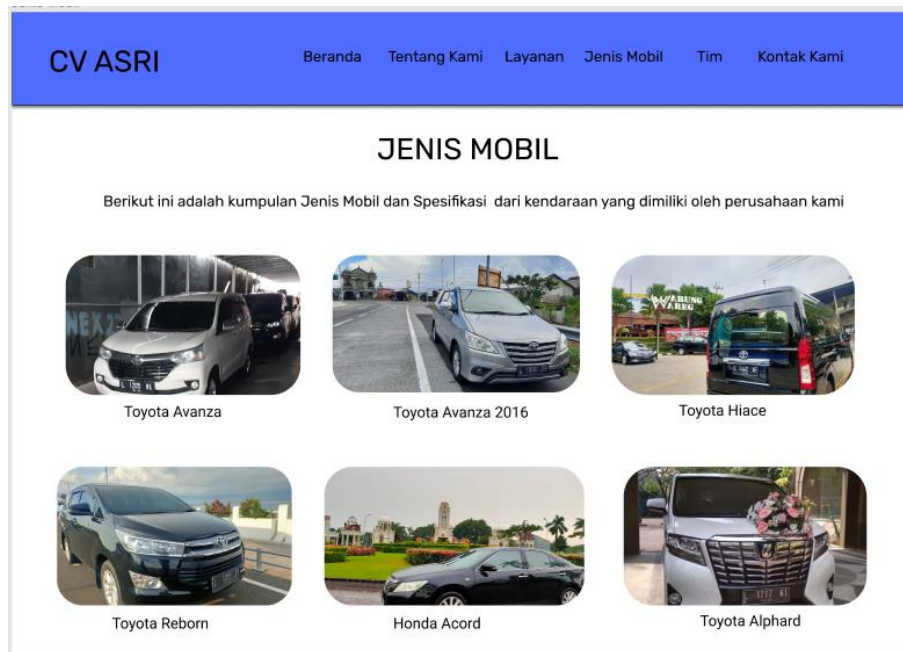 CV ASRI
Beranda Tentang Kami Layanan Jenis Mobil Tim Kontak Kami
JENIS MOBIL
Berikut ini adalah kumpulan Jenis Mobil dan Spesifikasi dari kendaraan yang dimiliki oleh perusahaan kami
WARUNG
Toyota Avanza
Toyota Avanza 2016
Toyota Hiace
Toyota Reborn
Honda Acord
Toyota Alphard